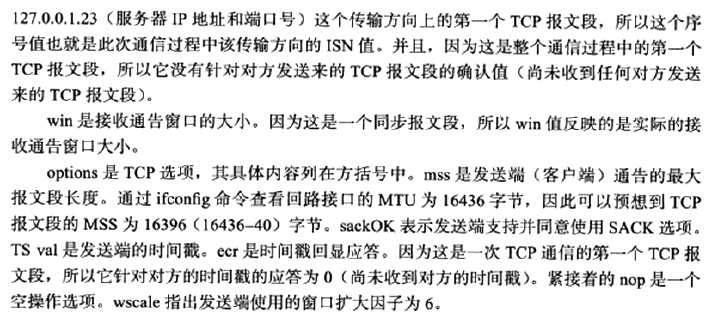 127.0.0.1.23（服务器 IP 地址和端口号）这个传输方向上的第一个 TCP 报文段，所以这个序
号值也就是此次通信过程中该传输方向的 ISN 值。并且，因为这是整个通信过程中的第一个
TCP 报文段，所以它没有针对对方发送来的 TCP 报文段的确认值（尚未收到任何对方发送
来的 TCP 报文段）。
win 是接收通告窗口的大小。因为这是一个同步报文段，所以 win 值反映的是实际的接
收通告窗口大小。
options 是 TCP 选项，其具体内容列在方括号中。mss 是发送端（客户端）通告的最大
报文段长度。通过 ifconfig 命令查看回路接口的 MTU 为 16436 字节，因此可以预想到 TCP
报文段的 MSS 为 16396（16436-40）字节。sackOK 表示发送端支持并同意使用 SACK 选项。
TS val 是发送端的时间戳。ecr 是时间戳回显应答。因为这是一次 TCP 通信的第一个 TCP 报
文段，所以它针对对方的时间戳的应答为 0（尚未收到对方的时间戳）。紧接着的 nop 是一个
空操作选项。wscale 指出发送端使用的窗口扩大因子为 6。